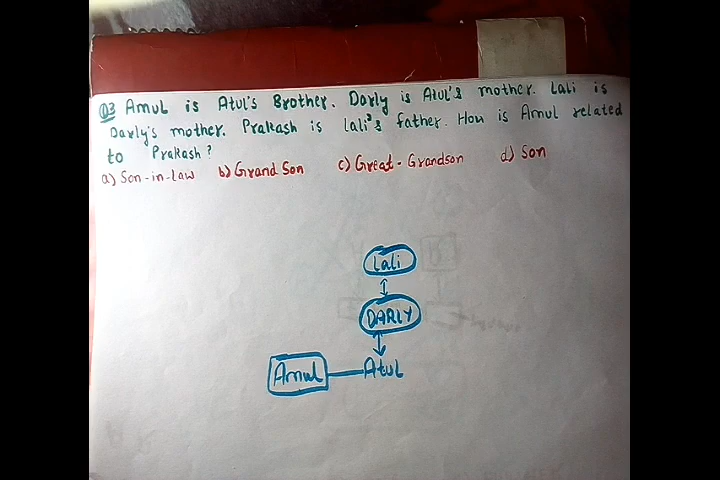 Q3 Amul is Atul's Brother. Darly is Atul's mother. Lali is
Darly's mother. Prakash is lali's father. How is Amul related
to Prakash?
a) Son-in-law b) Grand Son c) Great-Grandson d) Son
Lali
DARLY
Amul Atul